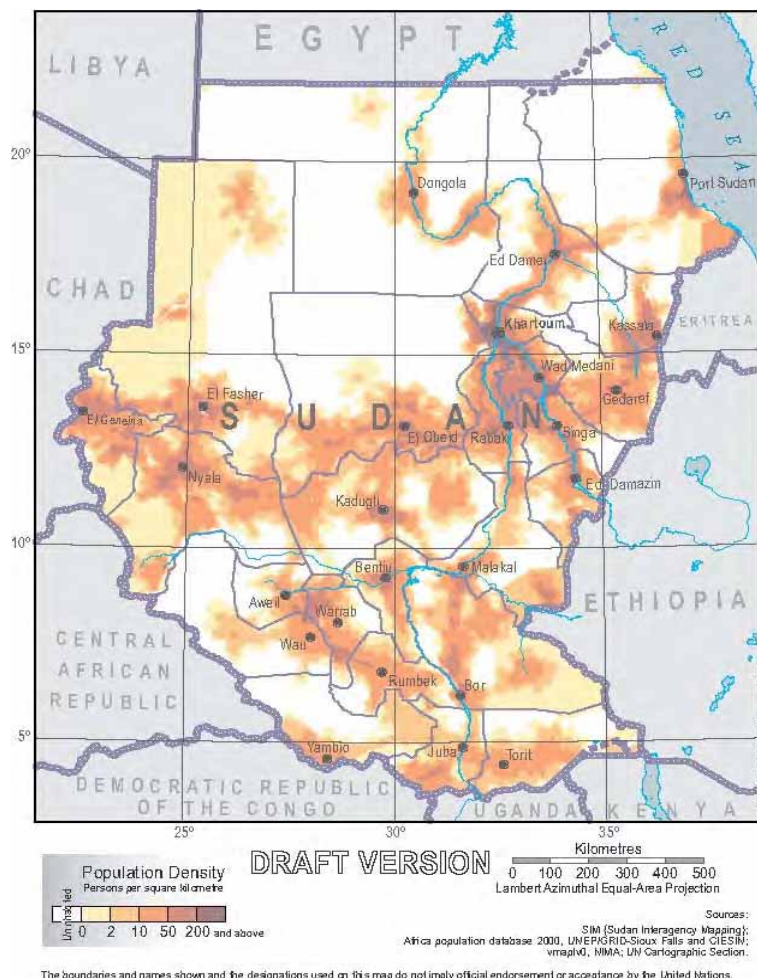 EGYPT
LIBYA
RED SEA
20°
Dongola
Port Sudan
Ed Damer
CHAD
Khartoum
Kassala
ERITREA
15°
Wad Medani
El Fasher
Gedaref
El Geneina
SUDAN
El Obeid
Rabak
Singa
Nyala
Ed Damazin
Kadugli
10°
Bentiu
Malakal
Aweil
Warrab
ETHIOPIA
Wau
CENTRAL
AFRICAN
REPUBLIC
Rumbek
Bor
5°
Yambio
Juba
Torit
DEMOCRATIC REPUBLIC
OF THE CONGO
UGANDA
KENYA
25°
30°
35°
Population Density
Persons per square kilometre
Uninhabited
0 2 10 50 200 and above
DRAFT VERSION
Kilometres
0 100 200 300 400 500
Lambert Azimuthal Equal-Area Projection
Sources:
SIM (Sudan Interagency Mapping);
Africa population database 2000, UNEP/GRID-Sioux Falls and CIESIN;
vmaplv0, NIMA; UN Cartographic Section.
The boundaries and names shown and the designations used on this map do not imply official endorsement or acceptance by the United Nations.